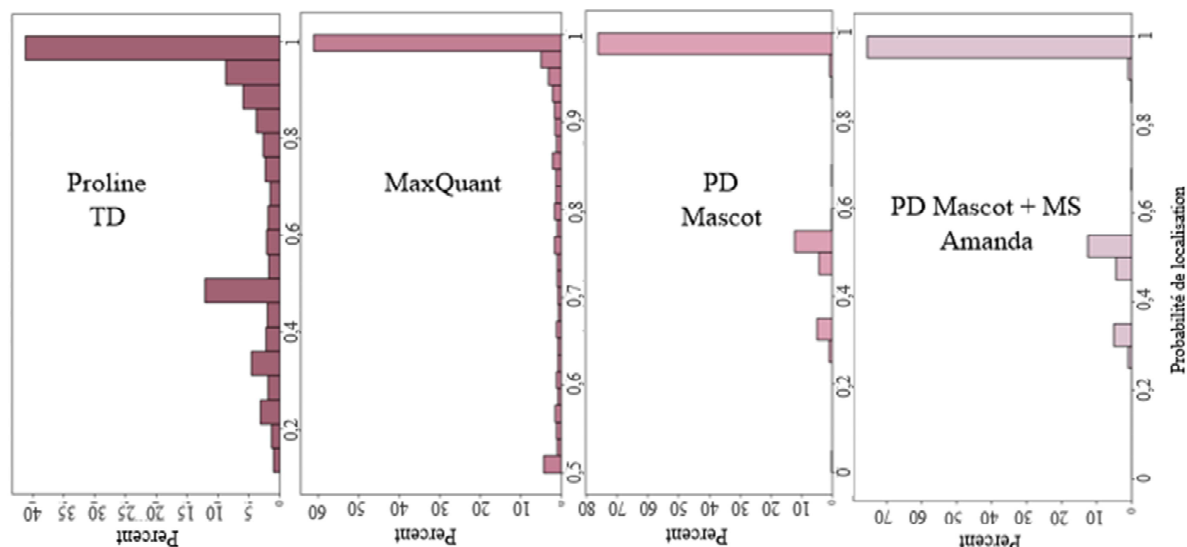 Proline
TD
1
0,8
0,6
0,4
0,2
40 35 30 25 20 15 10 5 0
Percent
MaxQuant
1
0,9
0,8
0,7
0,6
0,5
60 50 40 30 20 10 0
Percent
PD
Mascot
1
0,8
0,6
0,4
0,2
0
80 70 60 50 40 30 20 10 0
Percent
PD Mascot + MS
Amanda
1
0,8
0,6
0,4
0,2
0
70 60 50 40 30 20 10 0
Percent
Probabilité de localisation